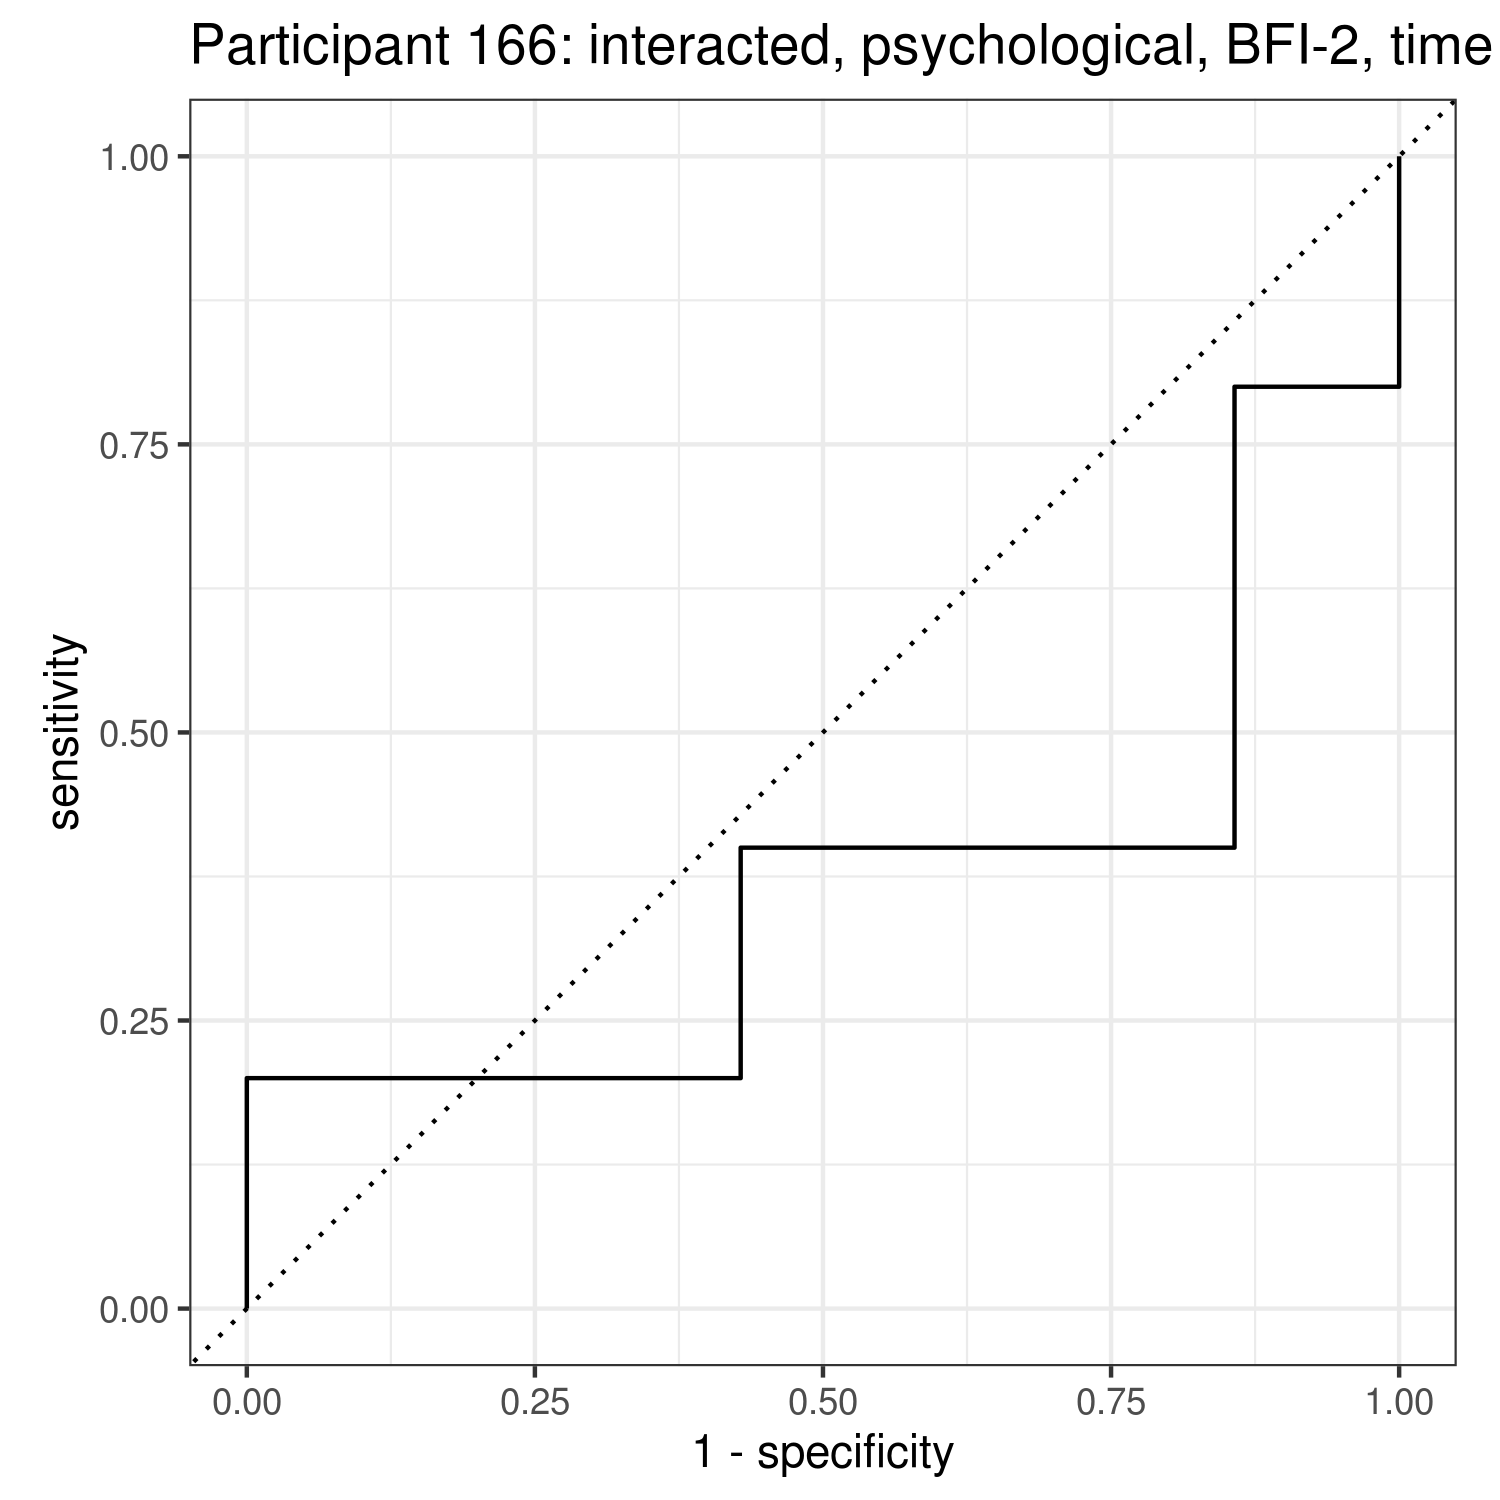 Participant 166: interacted, psychological, BFI-2, time
1.00
0.75
0.50
0.25
0.00
sensitivity
0.00 0.25 0.50 0.75 1.00
1 - specificity